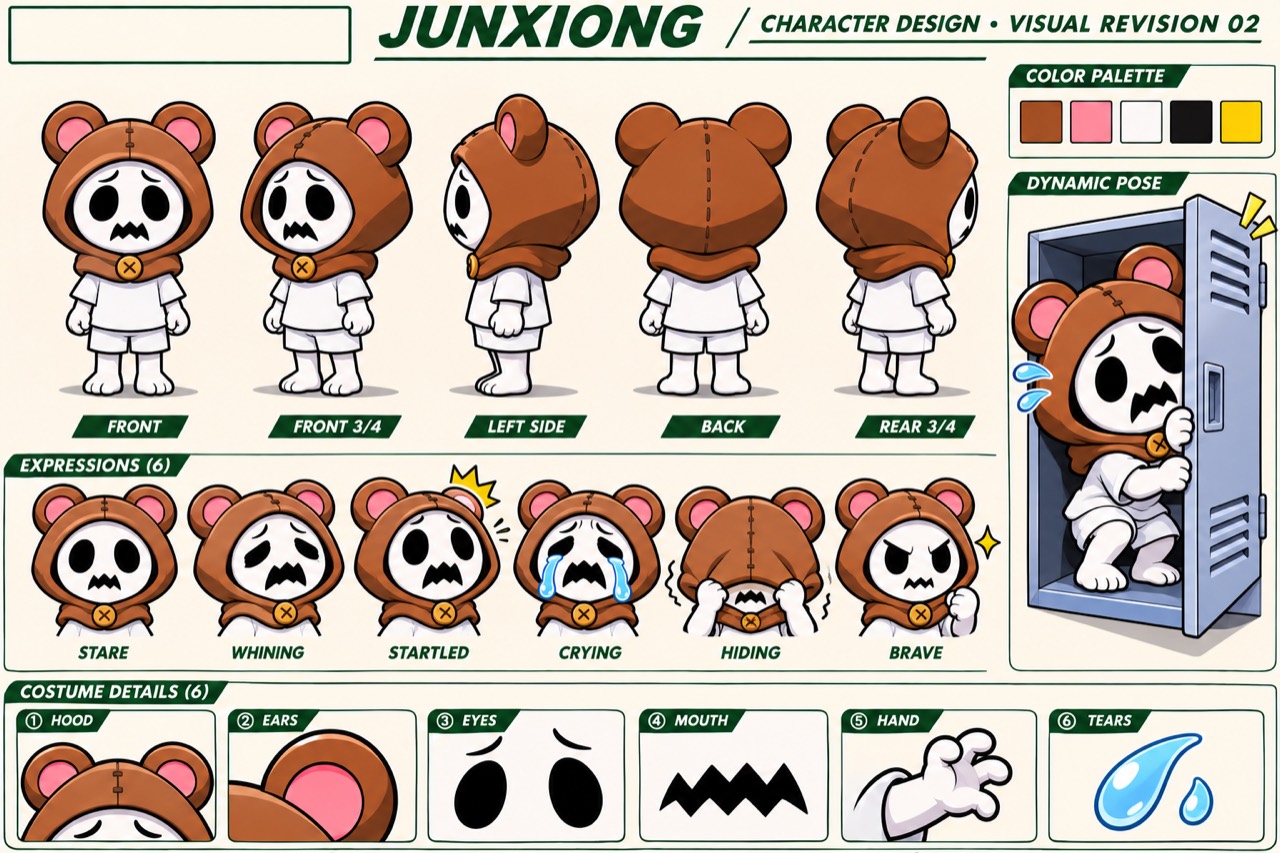 JUNXIONG / CHARACTER DESIGN • VISUAL REVISION 02
COLOR PALETTE
DYNAMIC POSE
FRONT
FRONT 3/4
LEFT SIDE
BACK
REAR 3/4
EXPRESSIONS (6)
STARE
WHINING
STARTLED
CRYING
HIDING
BRAVE
COSTUME DETAILS (6)
① HOOD
② EARS
③ EYES
④ MOUTH
⑤ HAND
⑥ TEARS